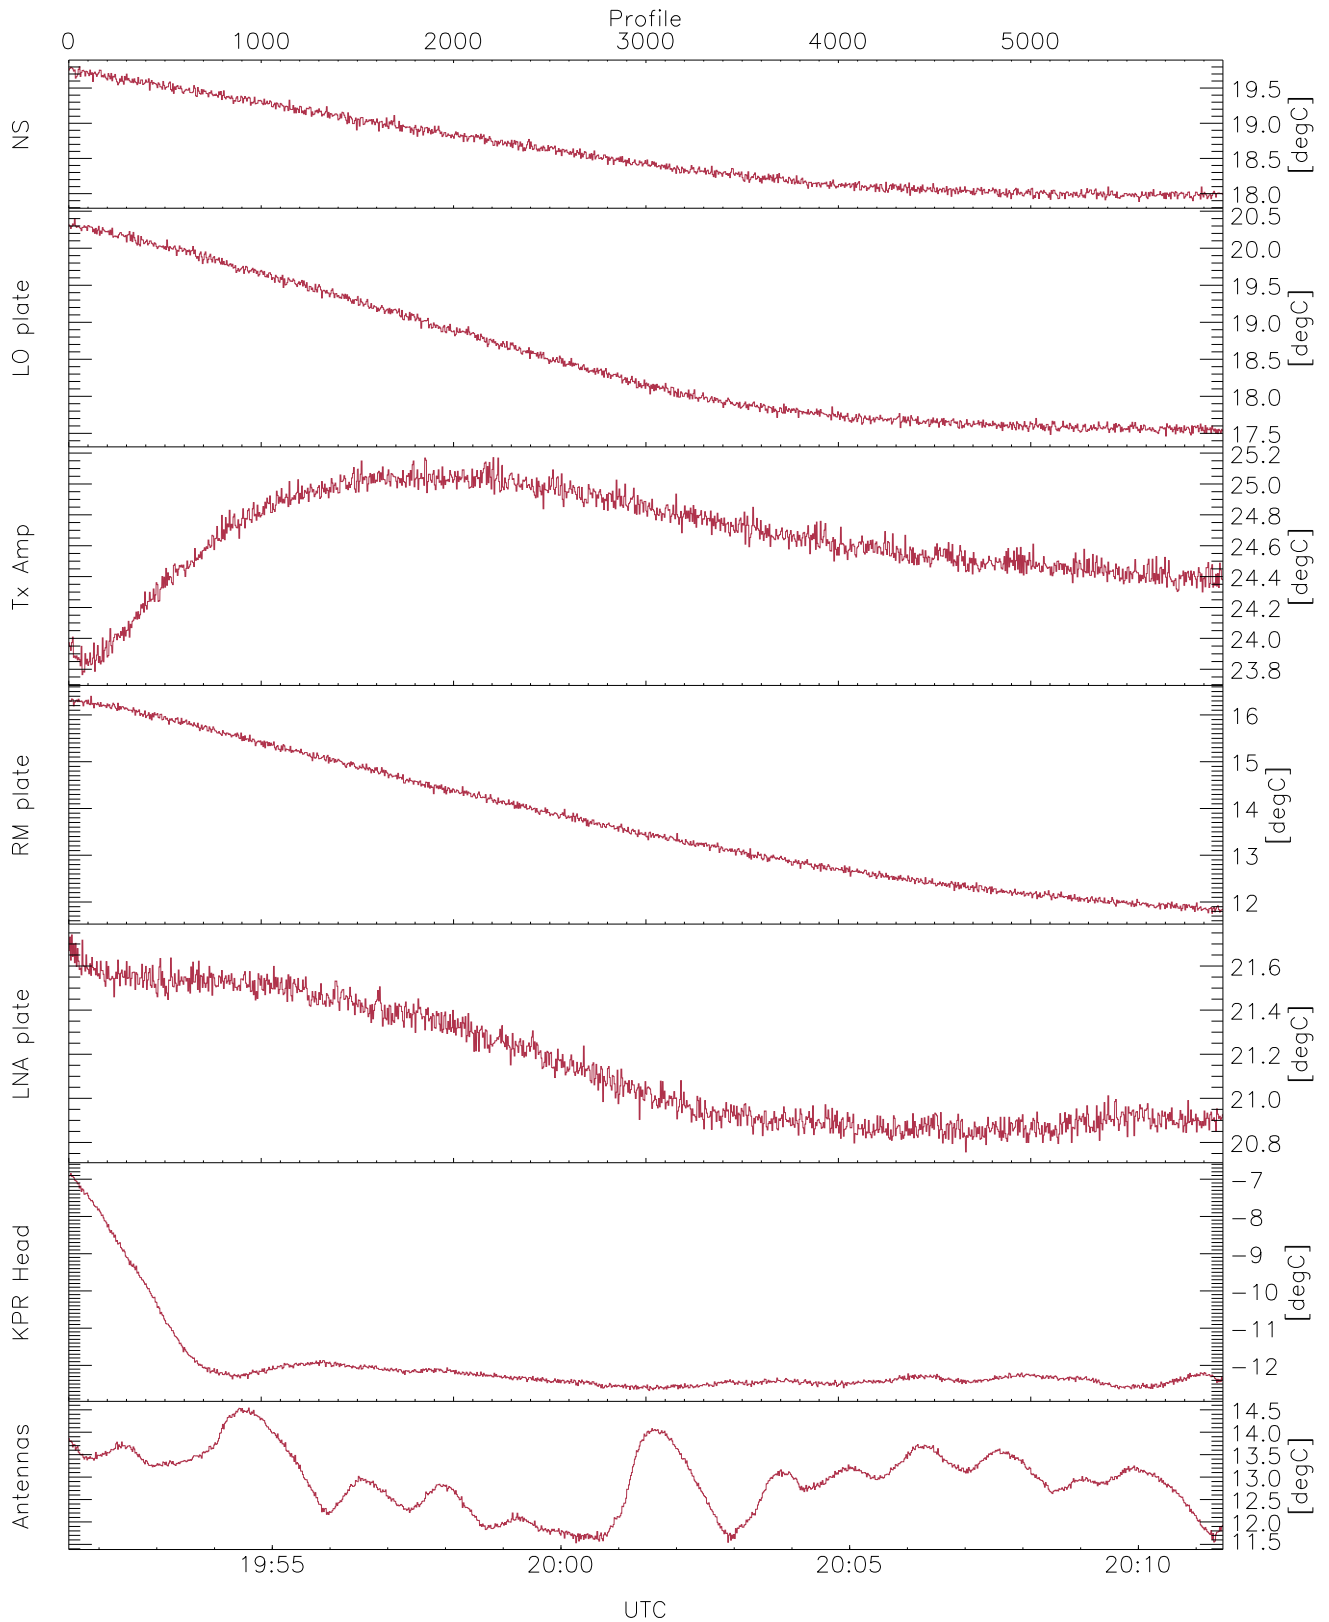 Profile
0 1000 2000 3000 4000 5000
NS
19.5
19.0
18.5
18.0
[degC]
LO plate
20.5
20.0
19.5
19.0
18.5
18.0
17.5
[degC]
Tx Amp
25.2
25.0
24.8
24.6
24.4
24.2
24.0
23.8
[degC]
RM plate
16
15
14
13
12
[degC]
LNA plate
21.6
21.4
21.2
21.0
20.8
[degC]
KPR Head
-7
-8
-9
-10
-11
-12
[degC]
Antennas
14.5
14.0
13.5
13.0
12.5
12.0
11.5
[degC]
19:55 20:00 20:05 20:10
UTC